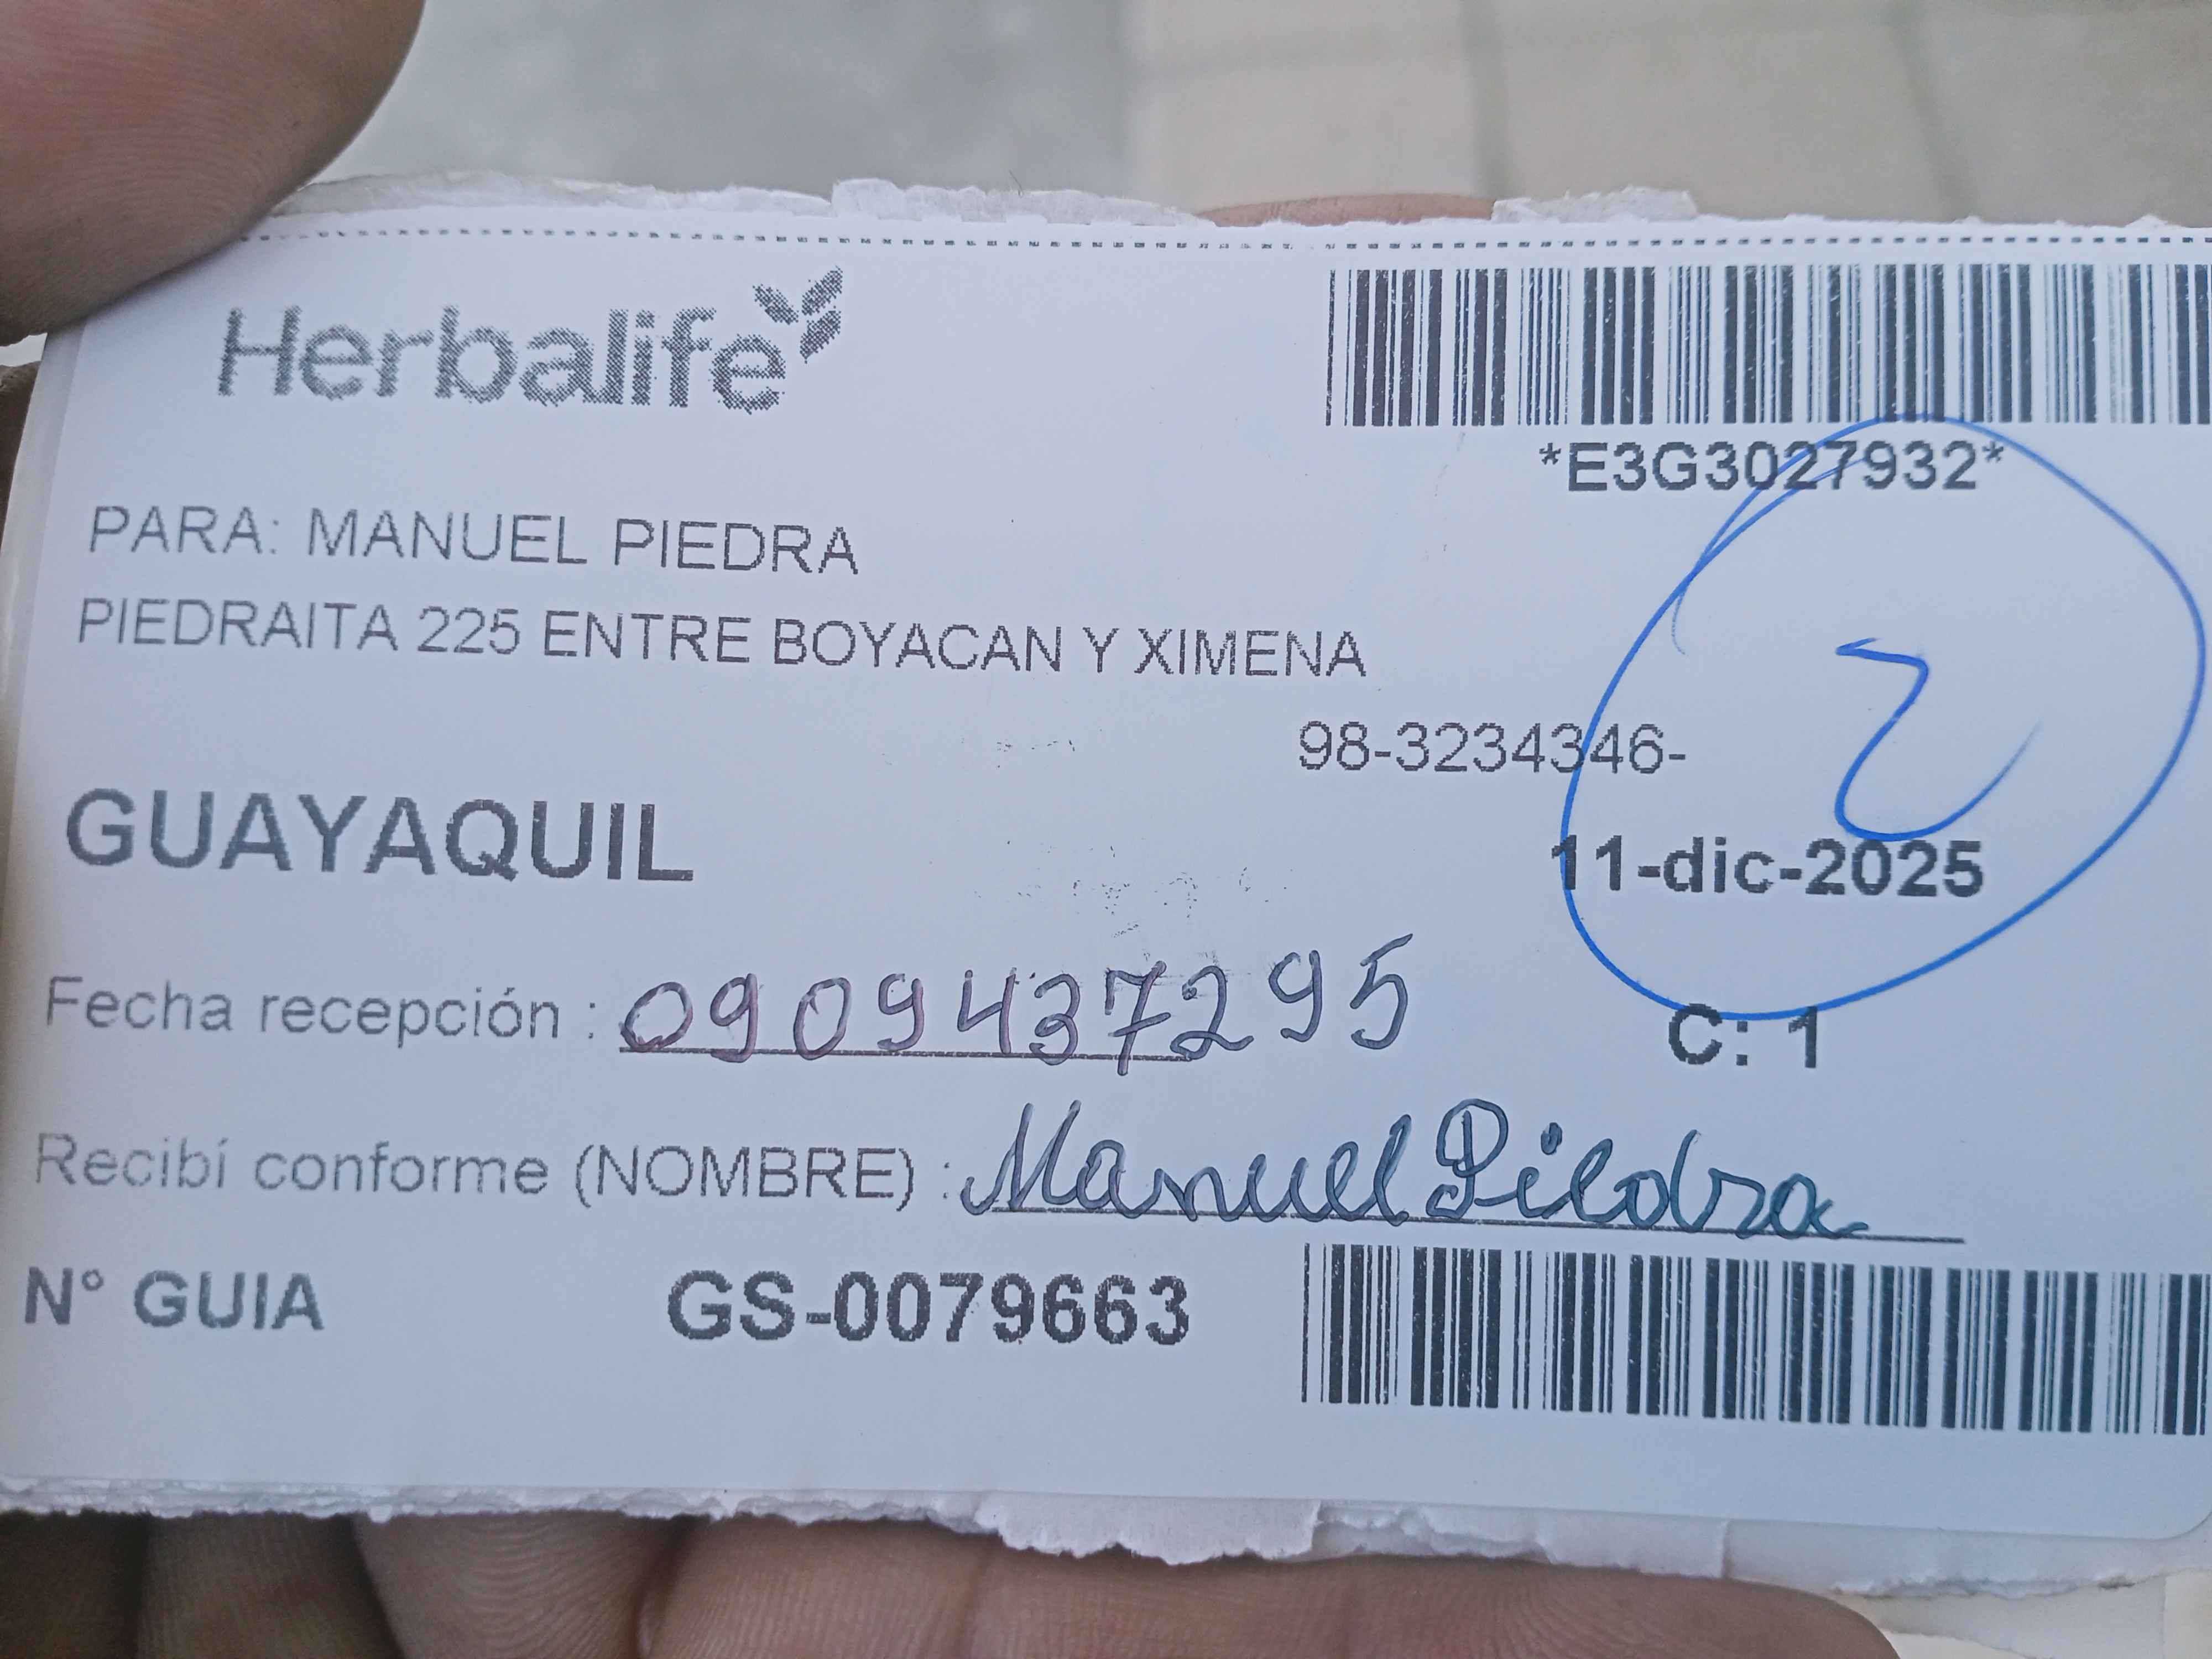 Herbalife
*E3G3027932*
PARA: MANUEL PIEDRA
PIEDRAITA 225 ENTRE BOYACAN Y XIMENA
98-3234346-
2
GUAYAQUIL
11-dic-2025
Fecha recepción : 0909437295
C: 1
Recibí conforme (NOMBRE) : Manuel Piedra
N° GUIA GS-0079663